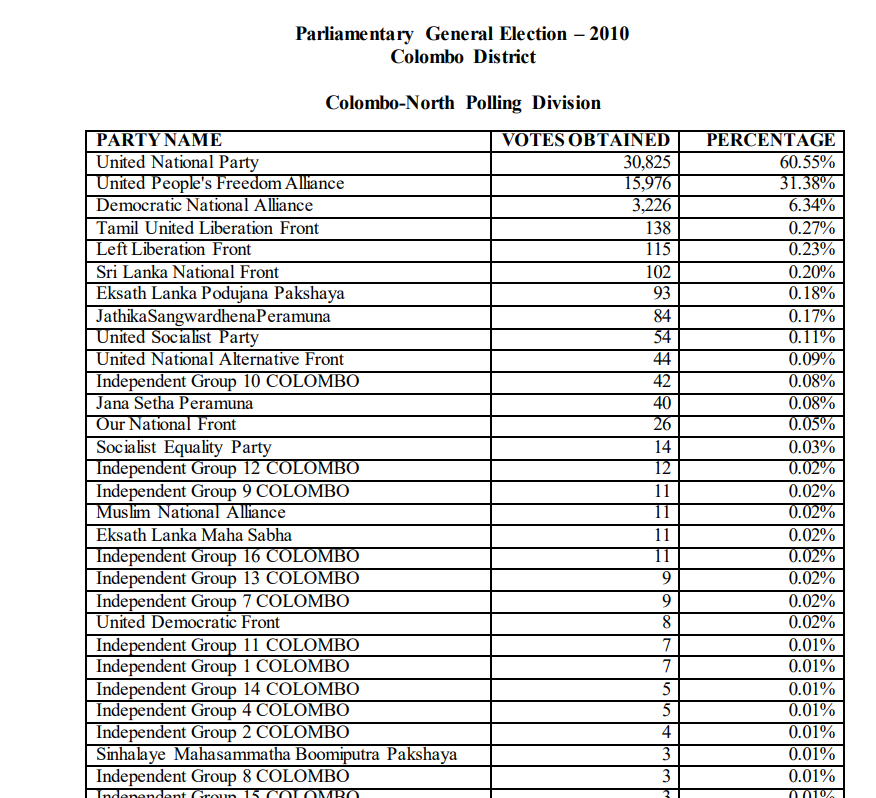 Parliamentary General Election – 2010
Colombo District
Colombo-North Polling Division
PARTY NAME VOTES OBTAINED PERCENTAGE
United National Party 30,825 60.55%
United People's Freedom Alliance 15,976 31.38%
Democratic National Alliance 3,226 6.34%
Tamil United Liberation Front 138 0.27%
Left Liberation Front 115 0.23%
Sri Lanka National Front 102 0.20%
Eksath Lanka Podujana Pakshaya 93 0.18%
JathikaSangwardhenaPeramuna 84 0.17%
United Socialist Party 54 0.11%
United National Alternative Front 44 0.09%
Independent Group 10 COLOMBO 42 0.08%
Jana Setha Peramuna 40 0.08%
Our National Front 26 0.05%
Socialist Equality Party 14 0.03%
Independent Group 12 COLOMBO 12 0.02%
Independent Group 9 COLOMBO 11 0.02%
Muslim National Alliance 11 0.02%
Eksath Lanka Maha Sabha 11 0.02%
Independent Group 16 COLOMBO 11 0.02%
Independent Group 13 COLOMBO 9 0.02%
Independent Group 7 COLOMBO 9 0.02%
United Democratic Front 8 0.02%
Independent Group 11 COLOMBO 7 0.01%
Independent Group 1 COLOMBO 7 0.01%
Independent Group 14 COLOMBO 5 0.01%
Independent Group 4 COLOMBO 5 0.01%
Independent Group 2 COLOMBO 4 0.01%
Sinhalaye Mahasammatha Boomiputra Pakshaya 3 0.01%
Independent Group 8 COLOMBO 3 0.01%
Independent Group 15 COLOMBO 3 0.01%